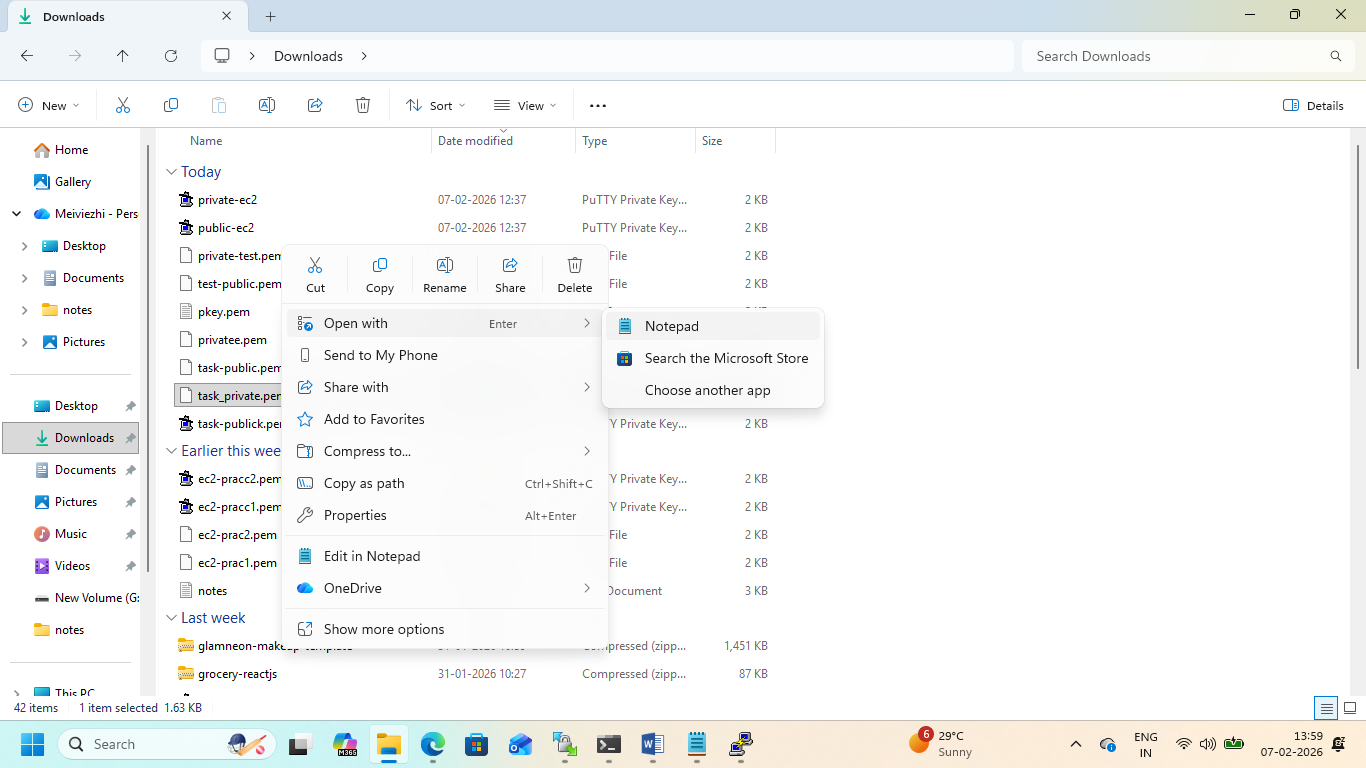 Downloads
Downloads
Search Downloads
New
Sort
View
Details
Name
Date modified
Type
Size
Home
Gallery
Meiviezhi - Pers
Desktop
Documents
notes
Pictures
Desktop
Downloads
Documents
Pictures
Music
Videos
New Volume (G:
notes
This PC
Today
private-ec2 07-02-2026 12:37 PuTTY Private Key... 2 KB
public-ec2 07-02-2026 12:37 PuTTY Private Key... 2 KB
private-test.pem File 2 KB
test-public.pem File 2 KB
pkey.pem
privatee.pem
task-public.pem
task_private.pem
task-publick.pem TY Private Key... 2 KB
Earlier this wee
ec2-pracc2.pem TY Private Key... 2 KB
ec2-pracc1.pem TY Private Key... 2 KB
ec2-prac2.pem File 2 KB
ec2-prac1.pem File 2 KB
notes Document 3 KB
Last week
glamneon-makeup-template Compressed (zipp... 1,451 KB
grocery-reactjs 31-01-2026 10:27 Compressed (zipp... 87 KB
Cut
Copy
Rename
Share
Delete
Open with Enter
Send to My Phone
Share with
Add to Favorites
Compress to...
Copy as path Ctrl+Shift+C
Properties Alt+Enter
Edit in Notepad
OneDrive
Show more options
Notepad
Search the Microsoft Store
Choose another app
42 items 1 item selected 1.63 KB
Search
M365
6
29°C
Sunny
ENG
IN
13:59
07-02-2026